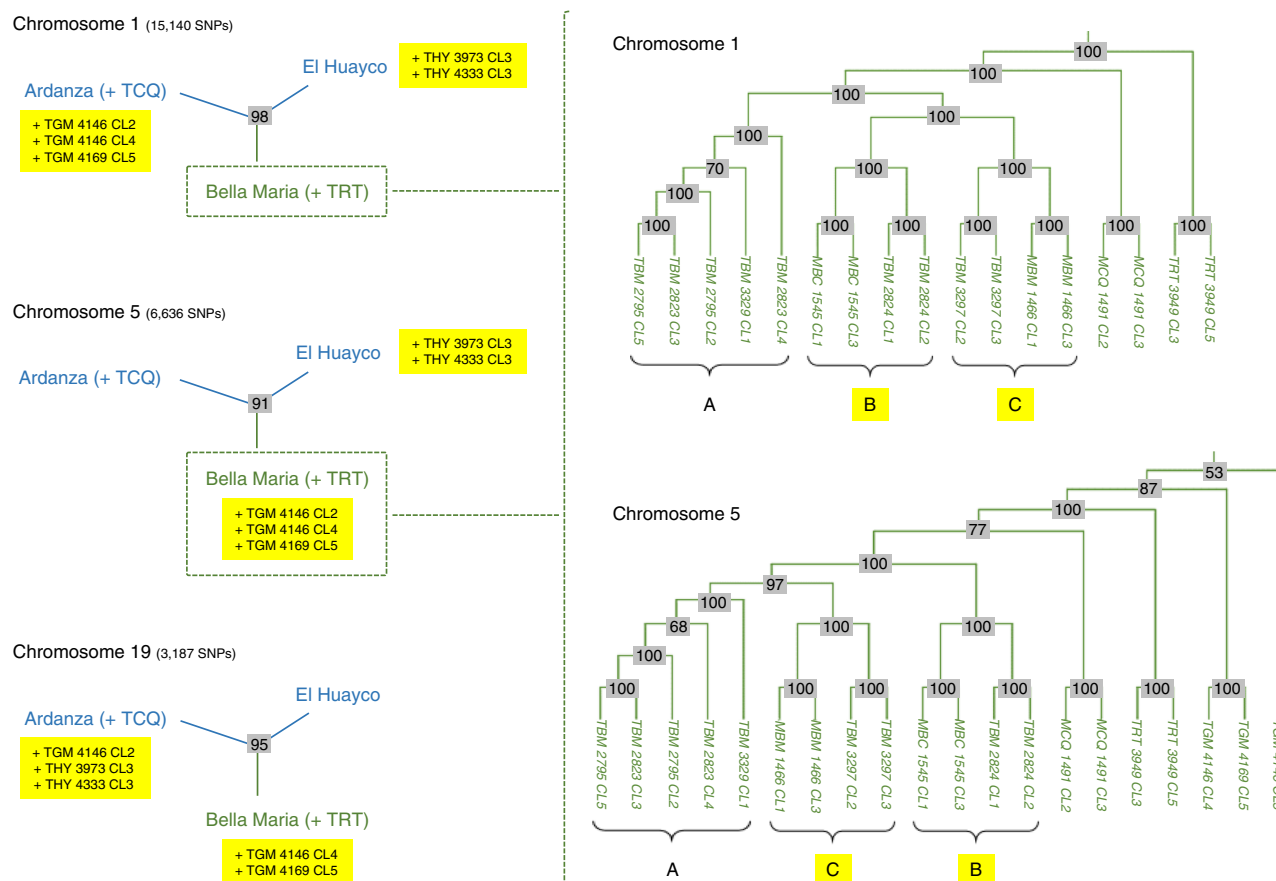 Chromosome 1 (15,140 SNPs)
El Huayco
+ THY 3973 CL3
+ THY 4333 CL3
Ardanza (+ TCQ)
+ TGM 4146 CL2
+ TGM 4146 CL4
+ TGM 4169 CL5
98
Bella Maria (+ TRT)
Chromosome 5 (6,636 SNPs)
El Huayco
+ THY 3973 CL3
+ THY 4333 CL3
Ardanza (+ TCQ)
91
Bella Maria (+ TRT)
+ TGM 4146 CL2
+ TGM 4146 CL4
+ TGM 4169 CL5
Chromosome 19 (3,187 SNPs)
El Huayco
Ardanza (+ TCQ)
+ TGM 4146 CL2
+ THY 3973 CL3
+ THY 4333 CL3
95
Bella Maria (+ TRT)
+ TGM 4146 CL4
+ TGM 4169 CL5
Chromosome 1
100
100
100
100
100
70
100
100
100
100 100 100 100 100 100 100
TBM 2795 CL5
TBM 2823 CL3
TBM 2795 CL2
TBM 3329 CL1
TBM 2823 CL4
MBC 1545 CL1
MBC 1545 CL3
TBM 2824 CL1
TBM 2824 CL2
TBM 3297 CL2
TBM 3297 CL3
MBM 1466 CL1
MBM 1466 CL3
MCQ 1491 CL2
MCQ 1491 CL3
TRT 3949 CL3
TRT 3949 CL5
A B C
Chromosome 5
53
87
100
77
100
97
100
68 100 100
100
100 100 100 100 100 100 100 100
TBM 2795 CL5
TBM 2823 CL3
TBM 2795 CL2
TBM 2823 CL4
TBM 3329 CL1
MBM 1466 CL1
MBM 1466 CL3
TBM 3297 CL2
TBM 3297 CL3
MBC 1545 CL1
MBC 1545 CL3
TBM 2824 CL1
TBM 2824 CL2
MCQ 1491 CL2
MCQ 1491 CL3
TRT 3949 CL3
TRT 3949 CL5
TGM 4146 CL4
TGM 4169 CL5
A C B